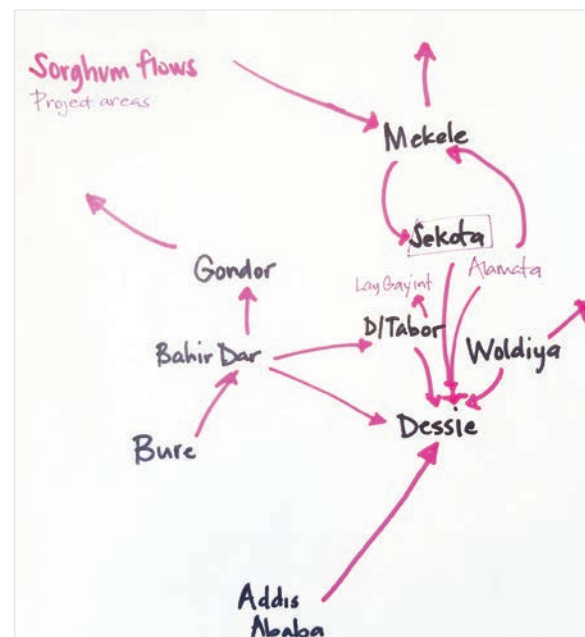 Sorghum flows
Project areas
Mekele
Sekota
Alamata
Gondor
Lay Gayint
D/Tabor
Bahir Dar
Woldiya
Dessie
Bure
Addis
Ababa